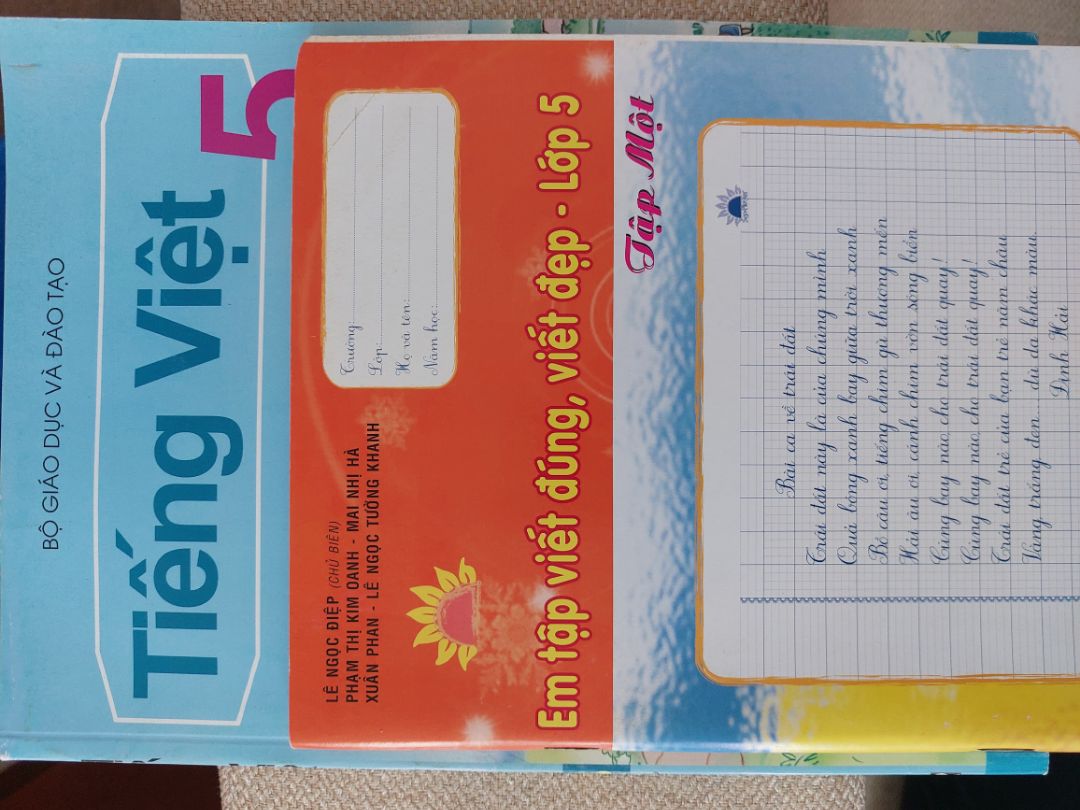 BỘ GIÁO DỤC VÀ ĐÀO TẠO
Tiếng Việt
5
LÊ NGỌC ĐIỆP (CHỦ BIÊN)
PHẠM THỊ KIM OANH - MAI NHỊ HÀ
XUÂN PHAN - LÊ NGỌC TƯỜNG KHANH
Trường:
Lớp:
Họ và tên:
Năm học:
Em tập viết đúng, viết đẹp - Lớp 5
Tập Một
Bài ca về trái đất
Trái đất này là của chúng mình
Quả bóng xanh bay giữa trời xanh
Bồ câu ơi, tiếng chim gù thương mến
Hải âu ơi, cánh chim vờn sóng biển
Cùng bay nào, cho trái đất quay!
Cùng bay nào, cho trái đất quay!
Trái đất trẻ của bạn trẻ năm châu
Vàng, trắng, đen... dù da khác màu.
Định Hải